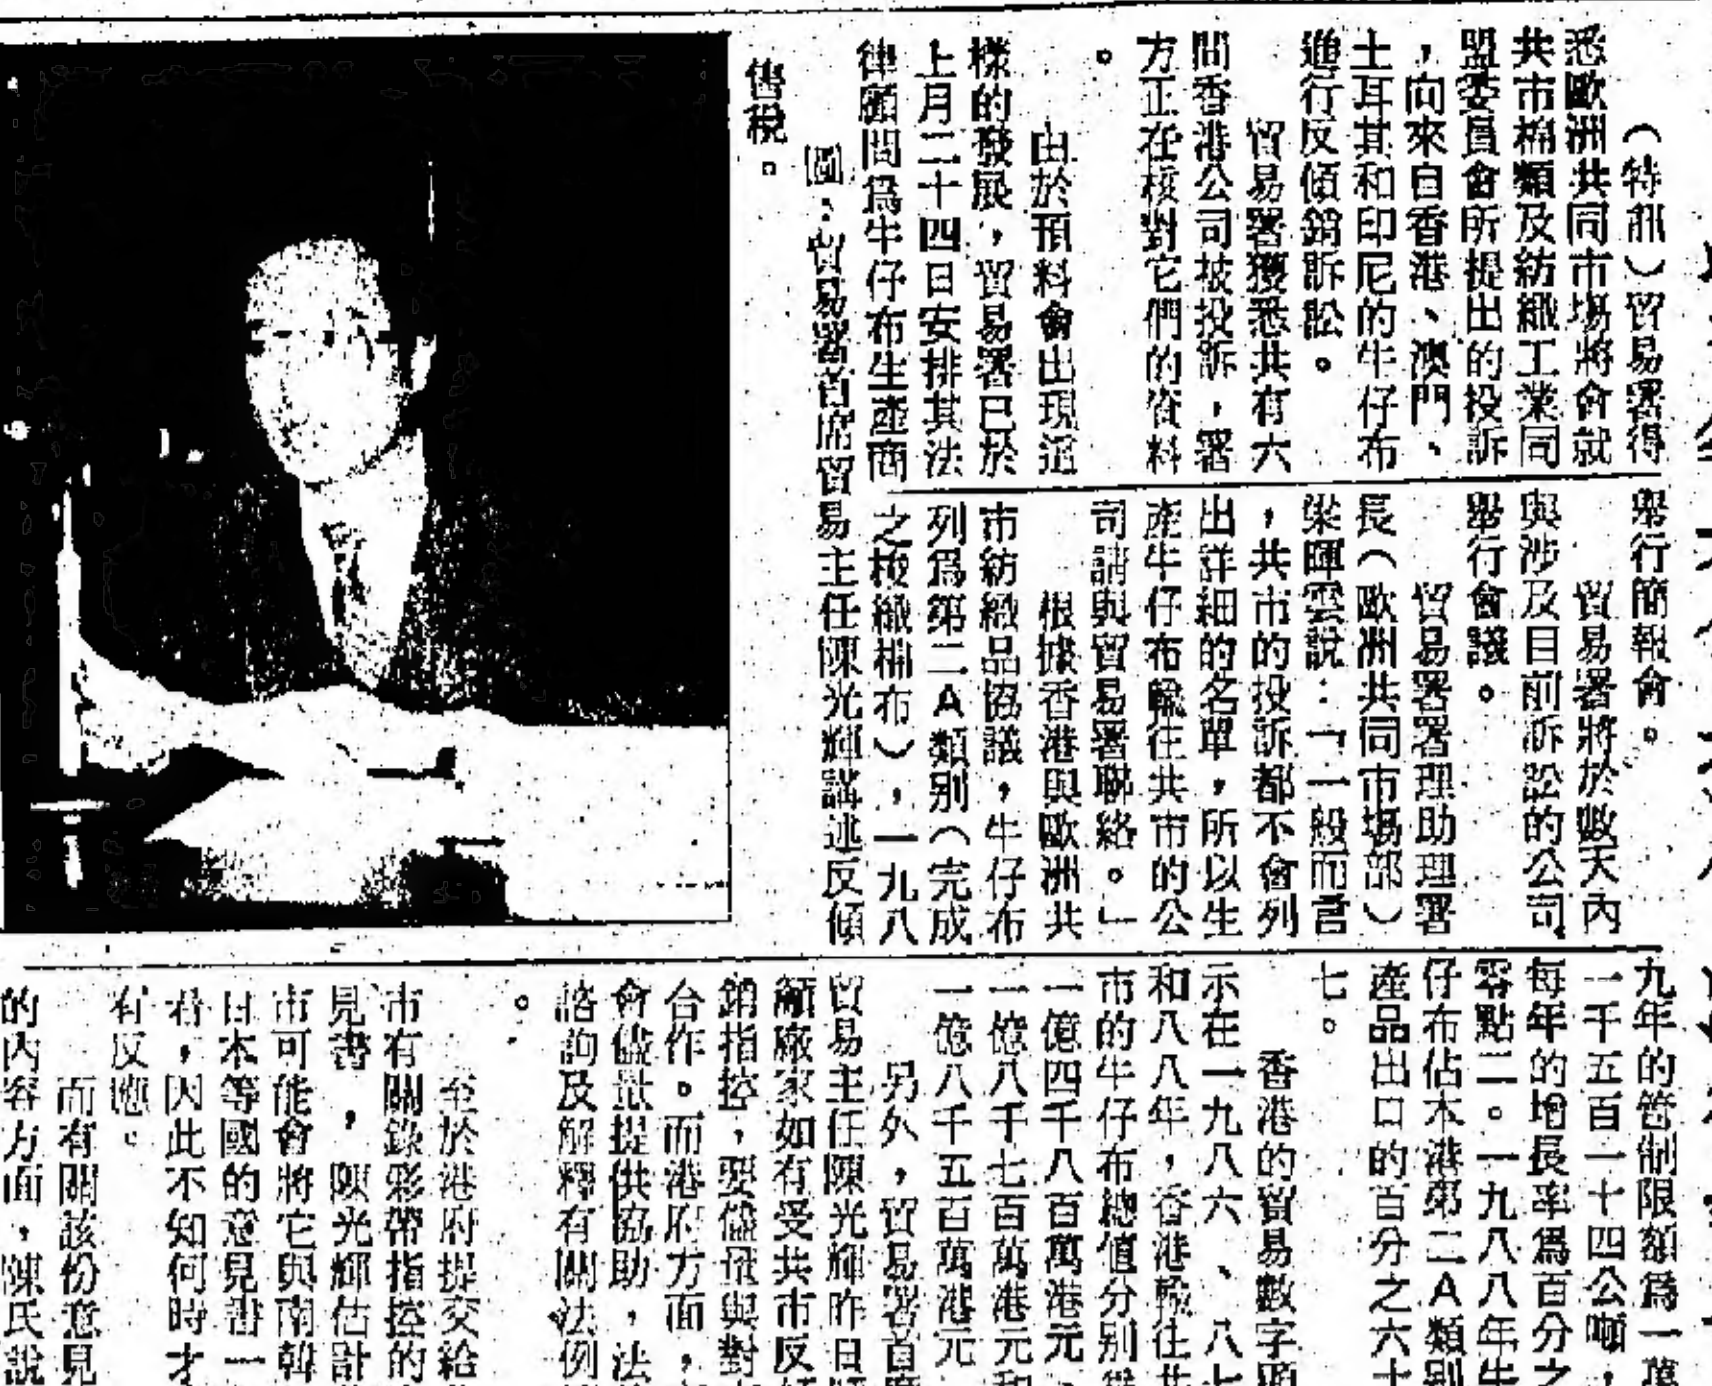 （特訊）貿易署得
悉歐洲共同市場將會就
共市棉類及紡織工業同
盟委員會所提出的投訴
，向來自香港、澳門、
土耳其和印尼的牛仔布
進行反傾銷訴訟。
貿易署獲悉共有六
間香港公司被投訴，署
方正在核對它們的資料
。
由於預料會出現這
樣的發展，貿易署已於
上月二十四日安排其法
律顧問爲牛仔布生產商
舉行簡報會。
貿易署將於數天內
與涉及目前訴訟的公司
舉行會議。
貿易署署理助理署
長（歐洲共同市場部）
梁暉雲說：「一般而言
，共市的投訴都不會列
出詳細的名單，所以生
產牛仔布輸往共市的公
司請與貿易署聯絡。」
根據香港與歐洲共
市紡織品協議，牛仔布
列爲第二A類別（完成
之梭織棉布），一九八
圖：貿易署首席貿易主任陳光輝講述反傾
售稅。
九年的管制限額爲一萬
一千五百一十四公噸，
每年的增長率爲百分之
零點二。一九八八年牛
仔布佔本港第二A類別
產品出口的百分之六十
七。
香港的貿易數字顯
示在一九八六、八七
和八八年，香港輸往共
市的牛仔布總值分別爲
一億四千八百萬港元、
一億八千七百萬港元和
一億八千五百萬港元
另外，貿易署首席
貿易主任陳光輝昨日
籲廠家如有受共市反
銷指控，要儘量與對
合作。而港府方面，
會儘量提供協助，法
諮詢及解釋有關法例
。
至於港府提交給
市有關錄影帶指控的
見書，陳光輝估計
市可能會將它與南韓
日本等國的意見書一
看，因此不知何時才
有反應。
而有關該份意見
的內容方面，陳氏說